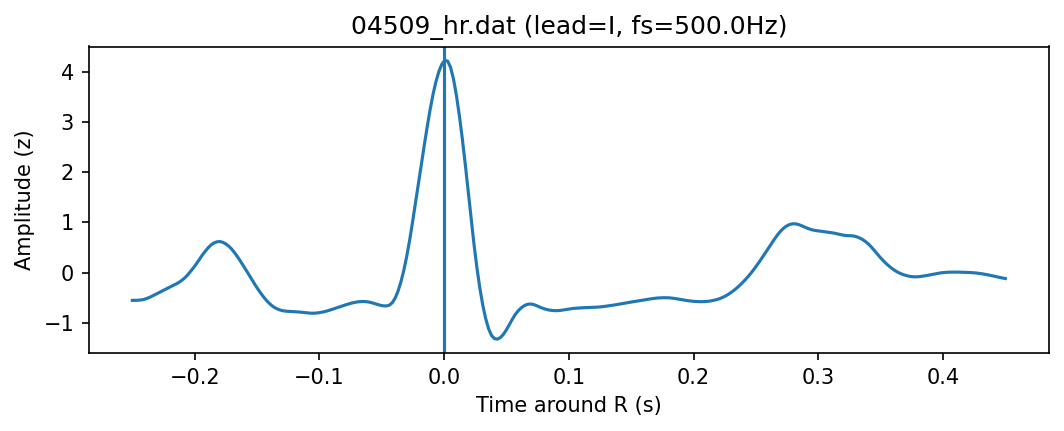 04509_hr.dat (lead=I, fs=500.0Hz)
Amplitude (z)
4
3
2
1
0
−1
−0.2 −0.1 0.0 0.1 0.2 0.3 0.4
Time around R (s)